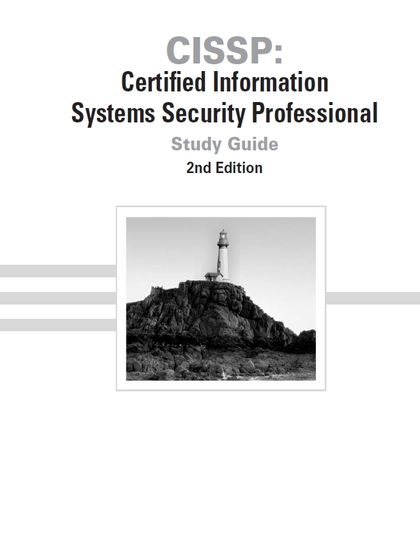 CISSP:
Certified Information
Systems Security Professional
Study Guide
2nd Edition